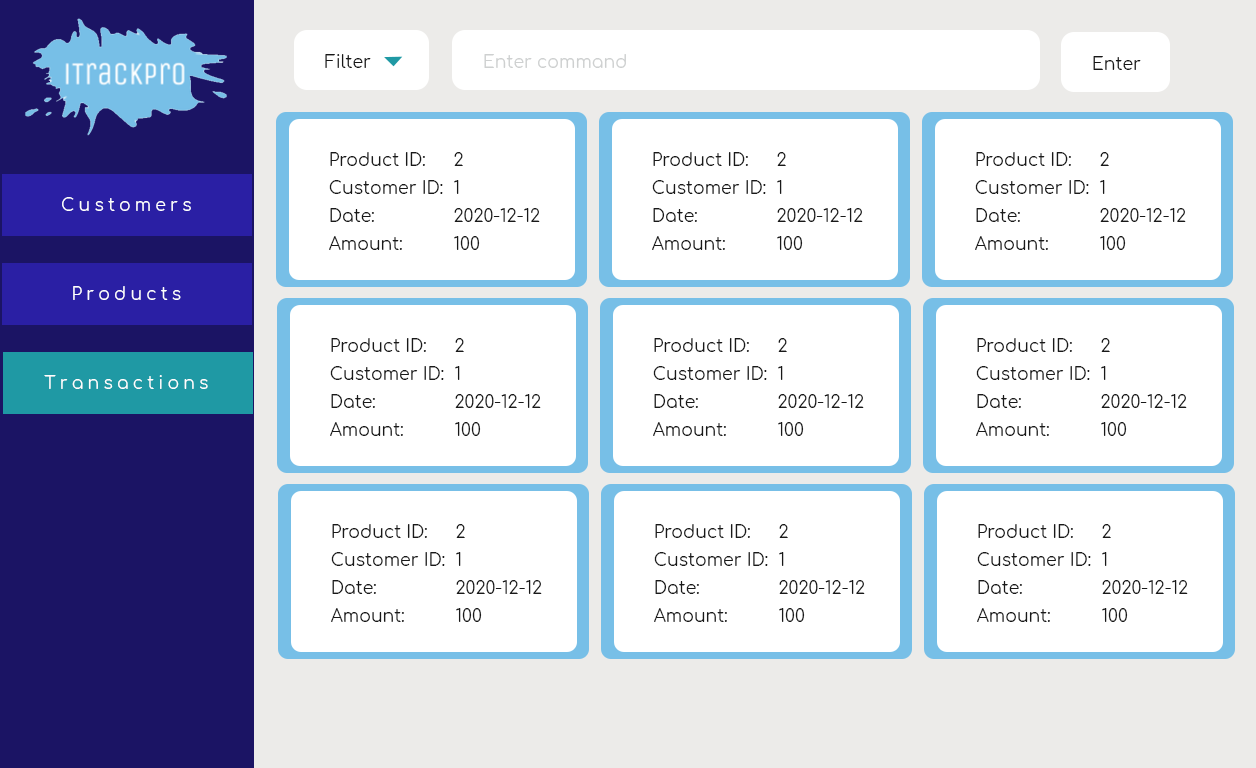 ITrackPro
Filter
Enter command
Enter
Customers
Products
Transactions
Product ID: 2
Customer ID: 1
Date: 2020-12-12
Amount: 100
Product ID: 2
Customer ID: 1
Date: 2020-12-12
Amount: 100
Product ID: 2
Customer ID: 1
Date: 2020-12-12
Amount: 100
Product ID: 2
Customer ID: 1
Date: 2020-12-12
Amount: 100
Product ID: 2
Customer ID: 1
Date: 2020-12-12
Amount: 100
Product ID: 2
Customer ID: 1
Date: 2020-12-12
Amount: 100
Product ID: 2
Customer ID: 1
Date: 2020-12-12
Amount: 100
Product ID: 2
Customer ID: 1
Date: 2020-12-12
Amount: 100
Product ID: 2
Customer ID: 1
Date: 2020-12-12
Amount: 100